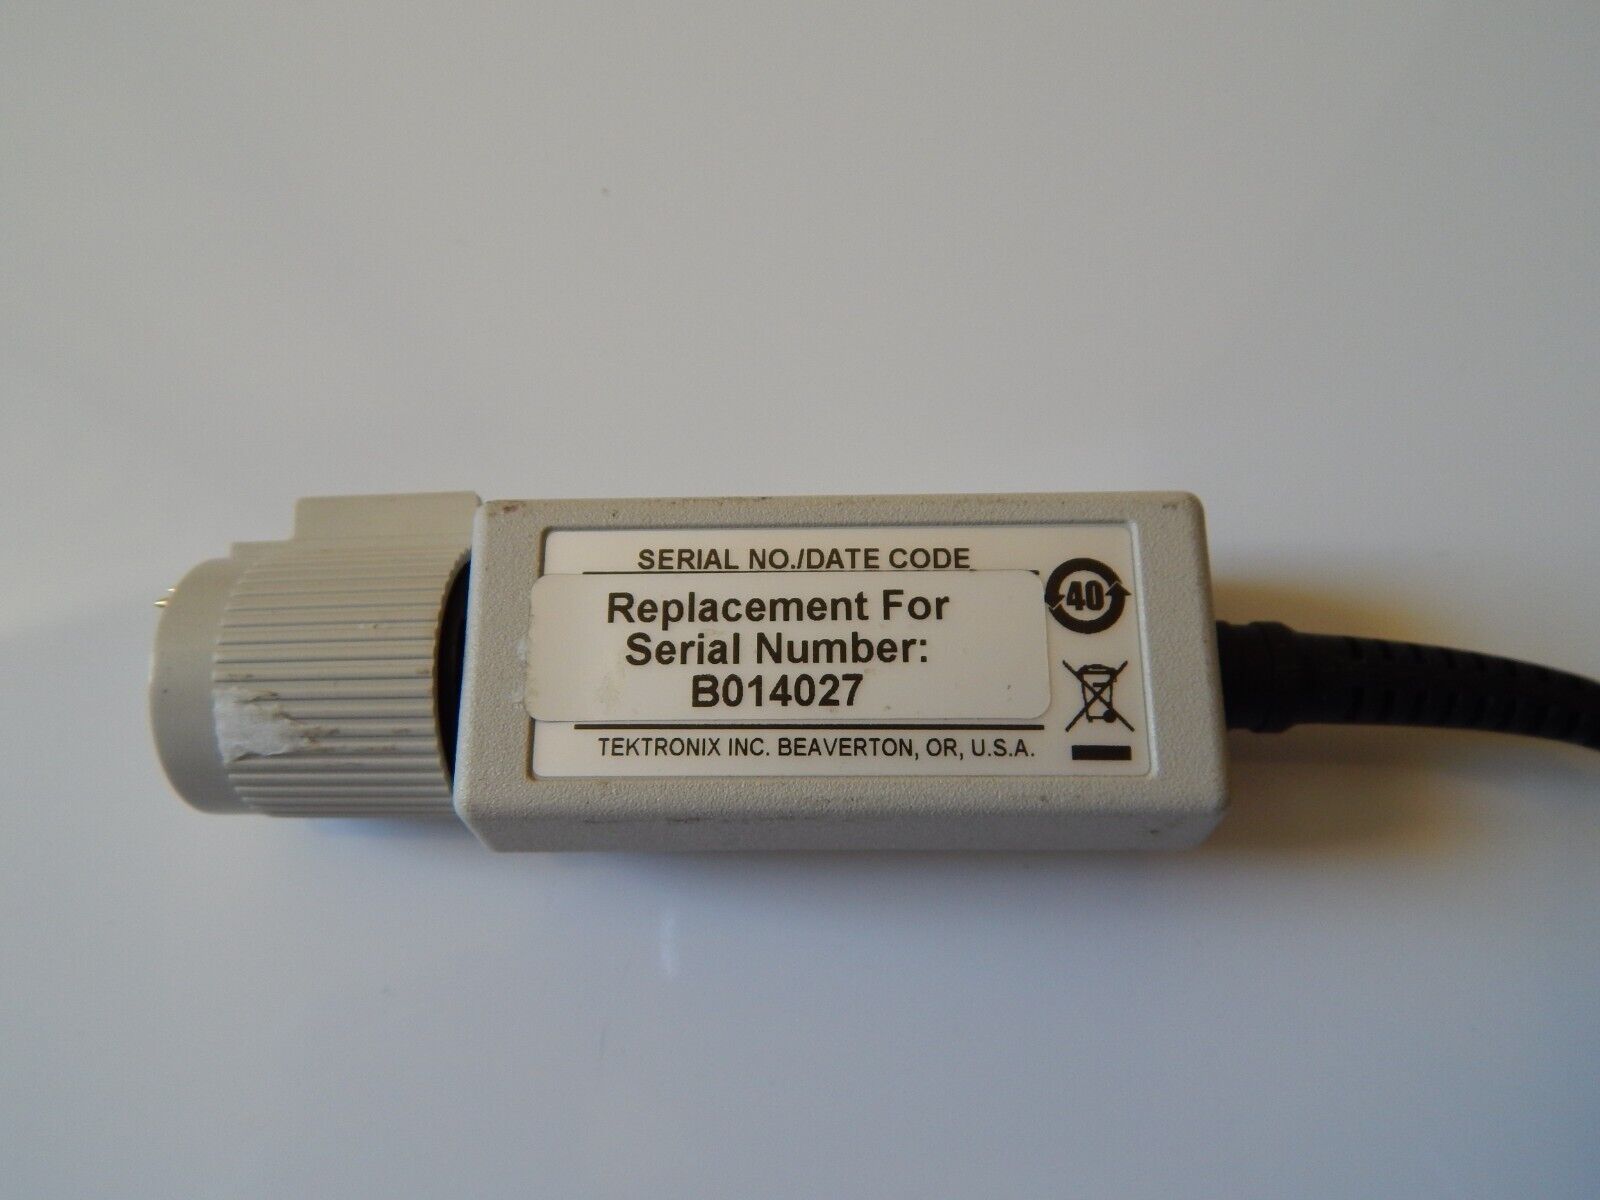 SERIAL NO./DATE CODE
Replacement For
Serial Number:
B014027
TEKTRONIX INC. BEAVERTON, OR, U.S.A.
40